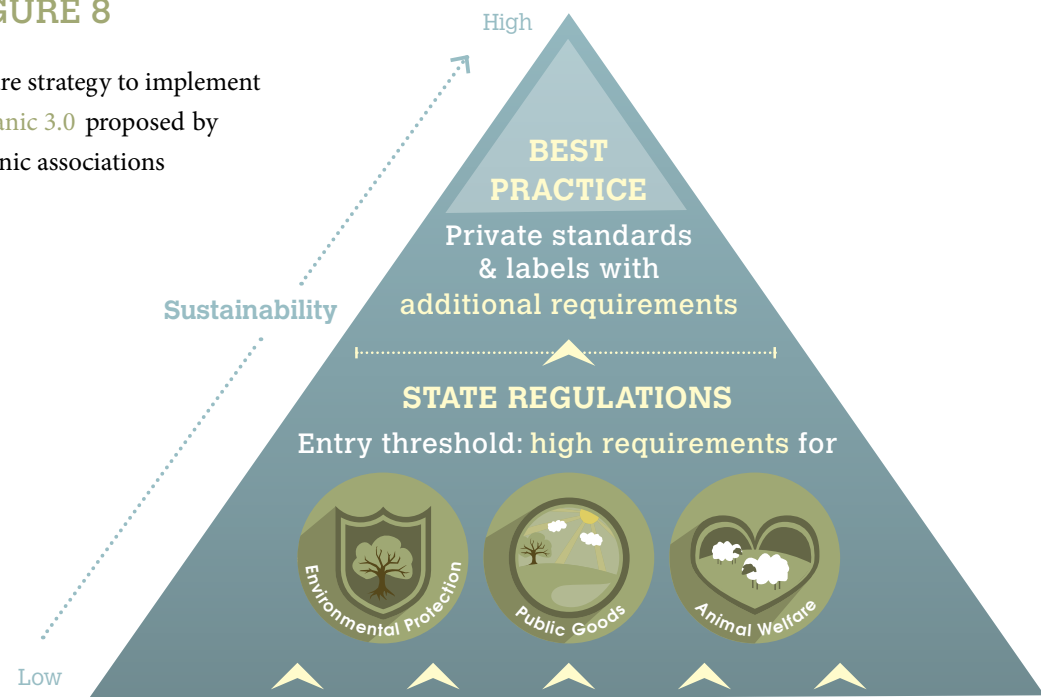 GURE 8
re strategy to implement
anic 3.0 proposed by
nic associations
High
Sustainability
Low
BEST
PRACTICE
Private standards
& labels with
additional requirements
STATE REGULATIONS
Entry threshold: high requirements for
Environmental Protection
Public Goods
Animal Welfare